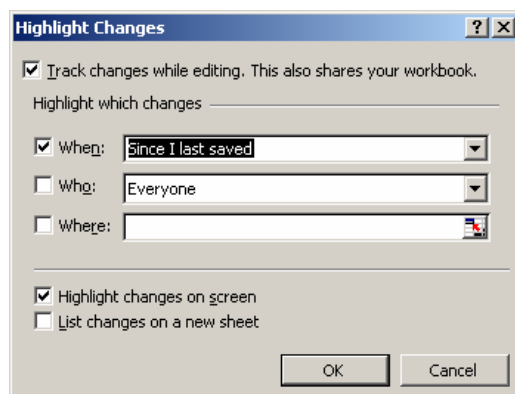 Highlight Changes
Track changes while editing. This also shares your workbook.
Highlight which changes
When: Since I last saved
Who: Everyone
Where:
Highlight changes on screen
List changes on a new sheet
OK Cancel